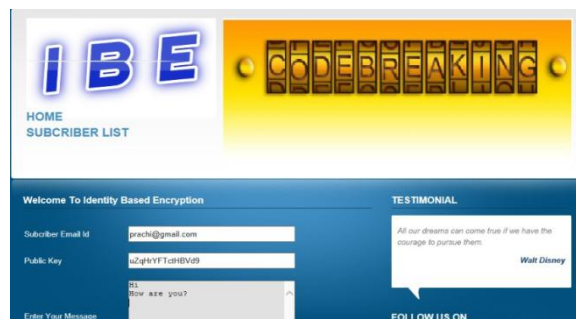 IBE
CODEBREAKING
HOME
SUBCRIBER LIST
Welcome To Identity Based Encryption
Subcriber Email Id
prachi@gmail.com
Public Key
uZqHrYFTctHBVd9
Hi
How are you?
Enter Your Message
TESTIMONIAL
All our dreams can come true if we have the
courage to pursue them.
Walt Disney
FOLLOW US ON